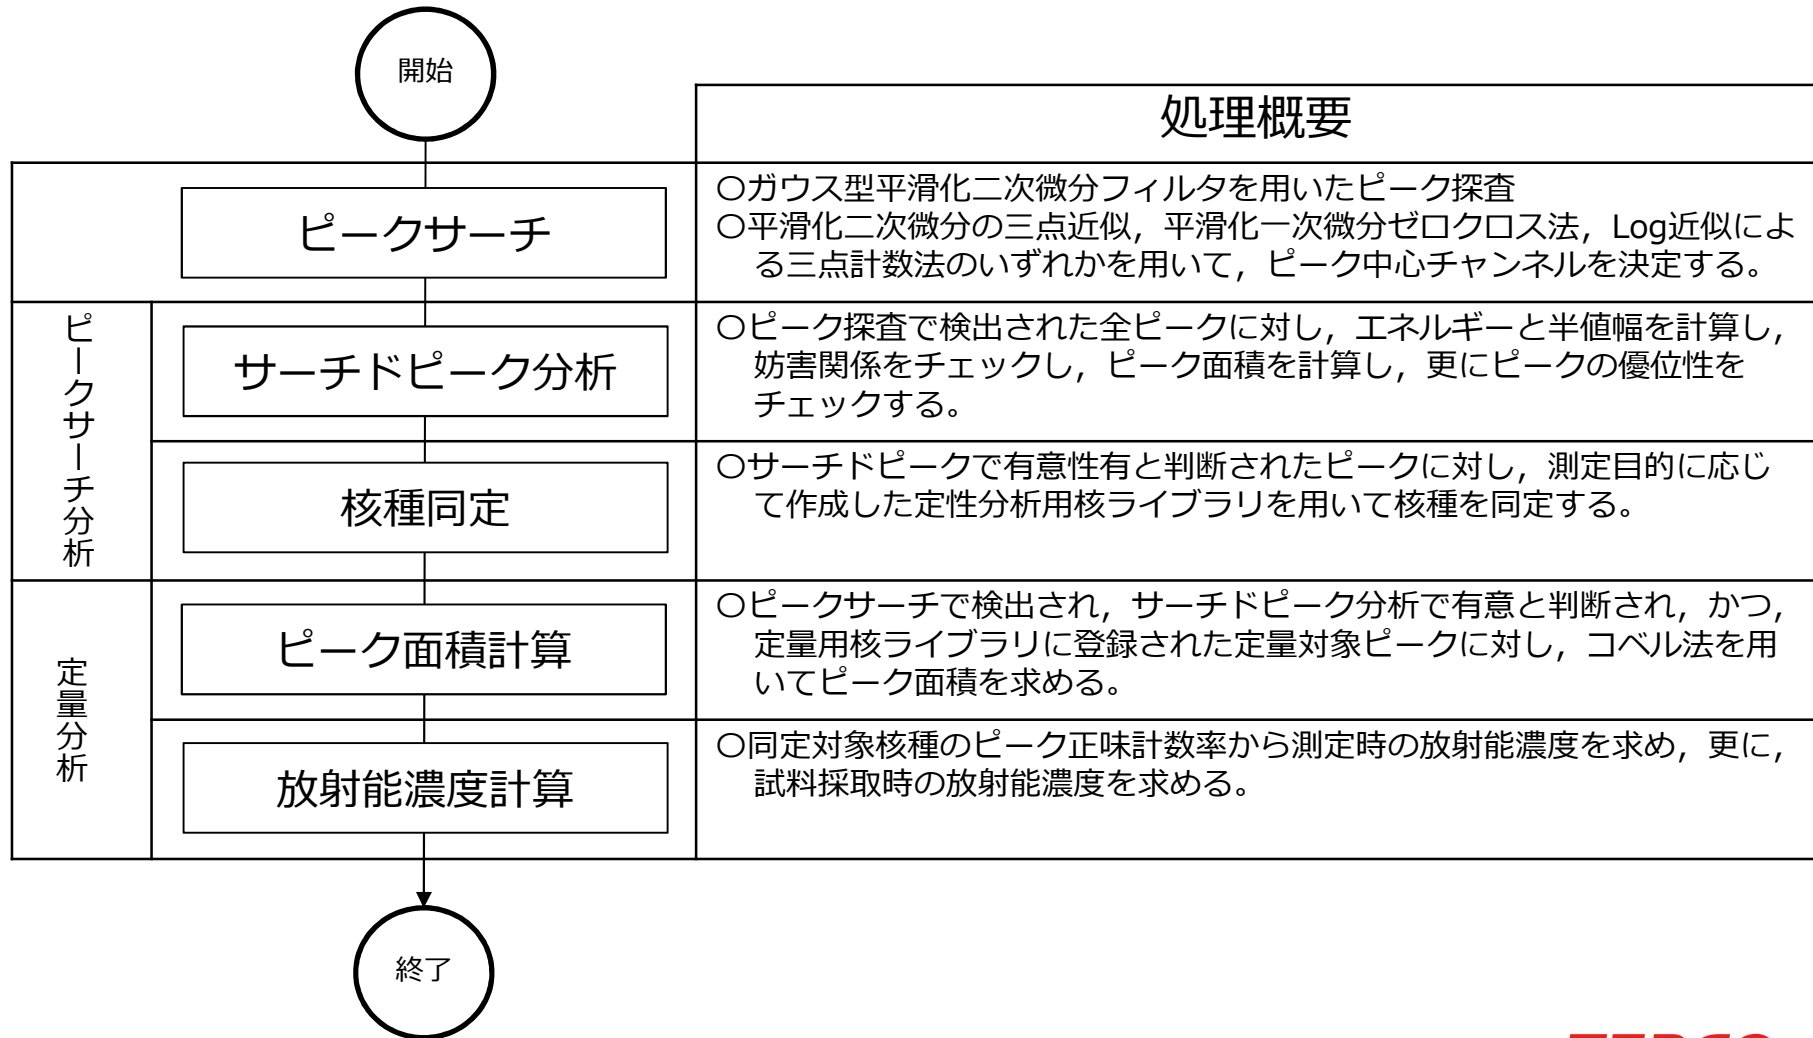 開始
処理概要
ピークサーチ
〇ガウス型平滑化二次微分フィルタを用いたピーク探査
〇平滑化二次微分の三点近似，平滑化一次微分ゼロクロス法，Log近似によ
る三点計数法のいずれかを用いて，ピーク中心チャンネルを決定する。
ピークサーチ分析
サーチドピーク分析
〇ピーク探査で検出された全ピークに対し，エネルギーと半値幅を計算し，
妨害関係をチェックし，ピーク面積を計算し，更にピークの優位性を
チェックする。
核種同定
〇サーチドピークで有意性有と判断されたピークに対し，測定目的に応じ
て作成した定性分析用核ライブラリを用いて核種を同定する。
定量分析
ピーク面積計算
〇ピークサーチで検出され，サーチドピーク分析で有意と判断され，かつ，
定量用核ライブラリに登録された定量対象ピークに対し，コベル法を用
いてピーク面積を求める。
放射能濃度計算
〇同定対象核種のピーク正味計数率から測定時の放射能濃度を求め，更に，
試料採取時の放射能濃度を求める。
終了